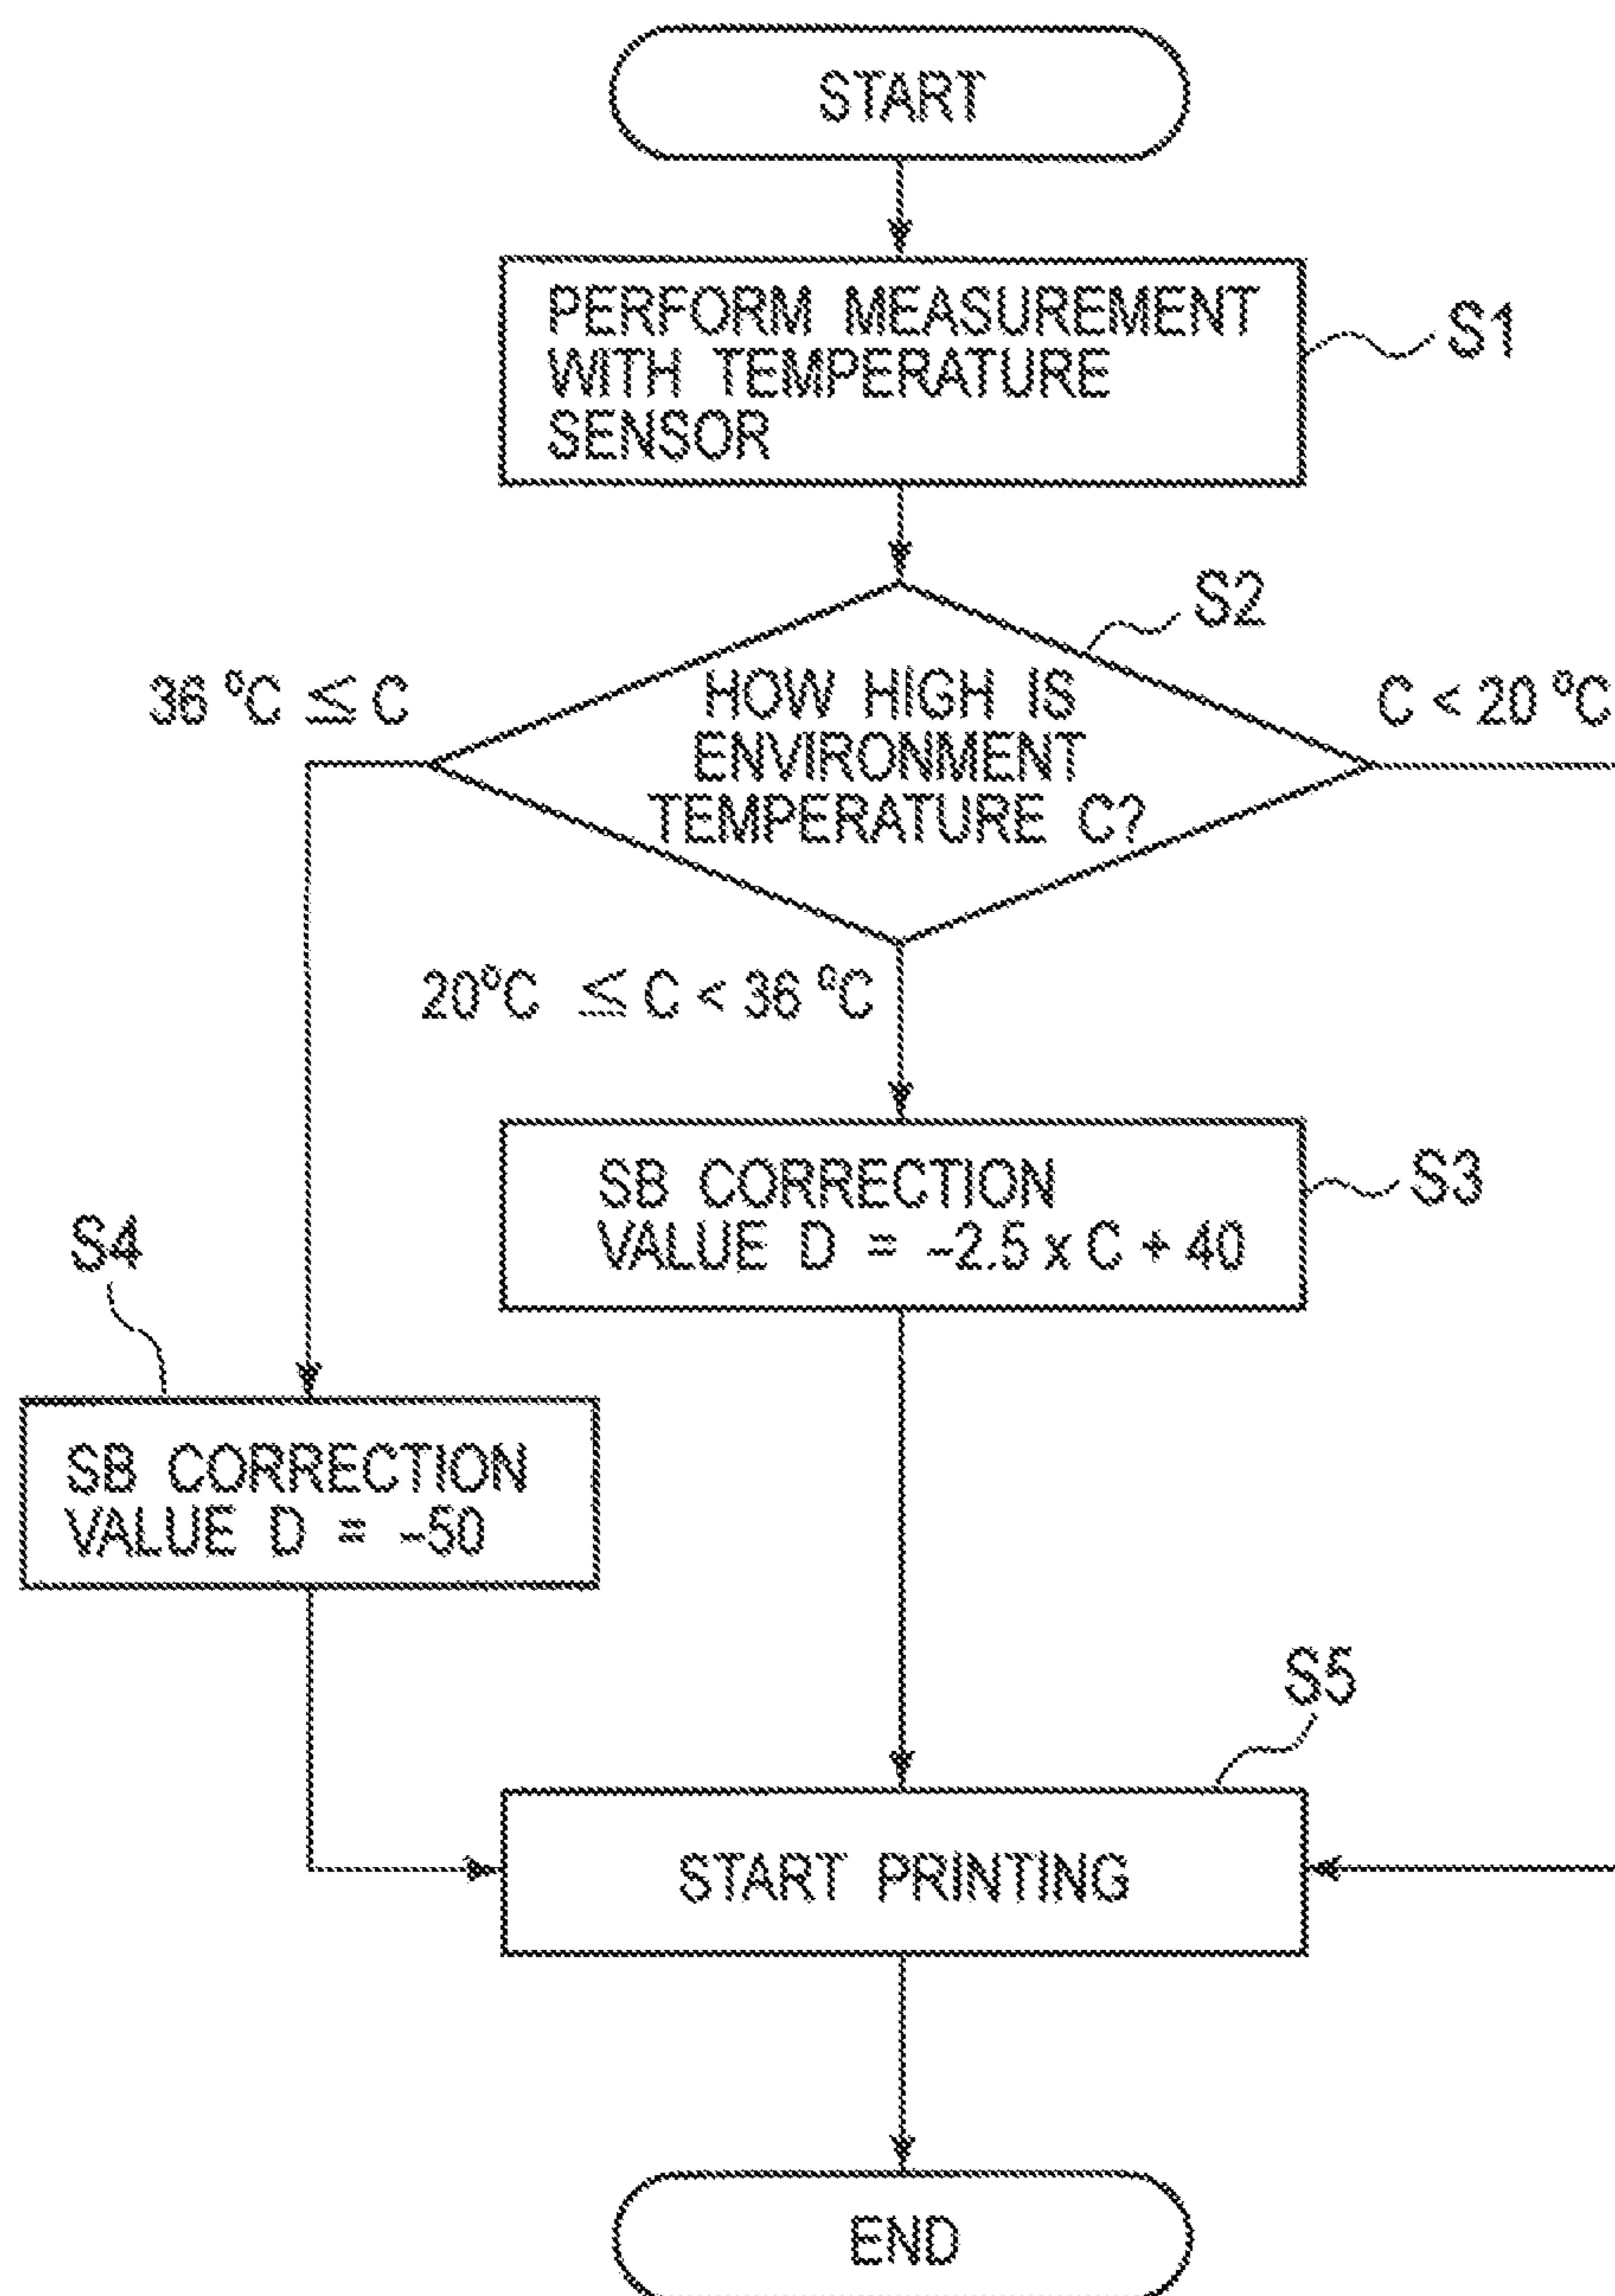 START
PERFORM MEASUREMENT
WITH TEMPERATURE
SENSOR
S1
S2
HOW HIGH IS
ENVIRONMENT
TEMPERATURE C?
36 °C ≦ C
C < 20 °C
20°C ≦ C < 36 °C
SB CORRECTION
VALUE D = -2.5 x C + 40
S3
S4
SB CORRECTION
VALUE D = -50
S5
START PRINTING
END